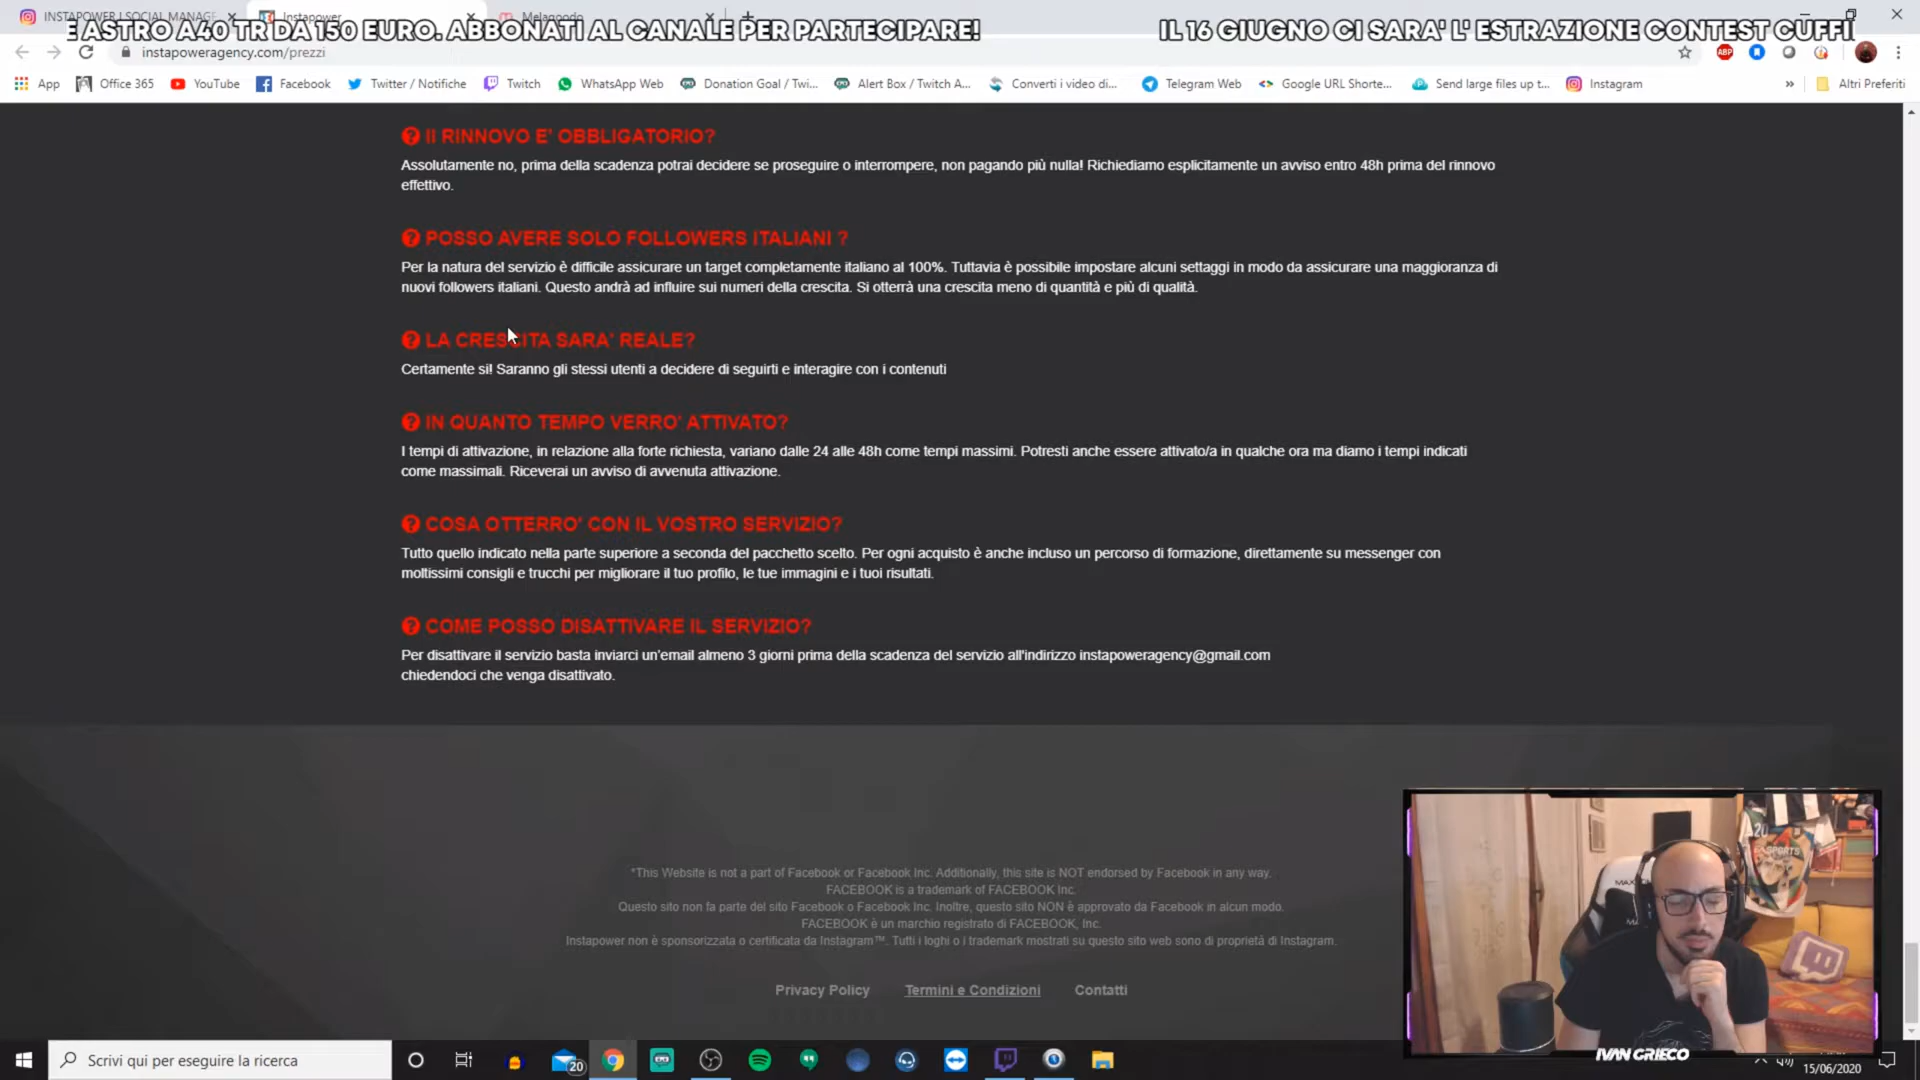 INSTAPOWER | SOCIAL MANAGE
Instapower
Melagoodo
E ASTRO A40 TR DA 150 EURO. ABBONATI AL CANALE PER PARTECIPARE!
IL 16 GIUGNO CI SARA' L' ESTRAZIONE CONTEST CUFFI
instapoweragency.com/prezzi
ABP
App
Office 365
YouTube
Facebook
Twitter / Notifiche
Twitch
WhatsApp Web
Donation Goal / Twi...
Alert Box / Twitch A...
Converti i video di...
Telegram Web
Google URL Shorte...
Send large files up t...
Instagram
»
Altri Preferiti
Il RINNOVO E' OBBLIGATORIO?
Assolutamente no, prima della scadenza potrai decidere se proseguire o interrompere, non pagando più nulla! Richiediamo esplicitamente un avviso entro 48h prima del rinnovo
effettivo.
POSSO AVERE SOLO FOLLOWERS ITALIANI ?
Per la natura del servizio è difficile assicurare un target completamente italiano al 100%. Tuttavia è possibile impostare alcuni settaggi in modo da assicurare una maggioranza di
nuovi followers italiani. Questo andrà ad influire sui numeri della crescita. Si otterrà una crescita meno di quantità e più di qualità.
LA CRESCITA SARA' REALE?
Certamente si! Saranno gli stessi utenti a decidere di seguirti e interagire con i contenuti
IN QUANTO TEMPO VERRO' ATTIVATO?
I tempi di attivazione, in relazione alla forte richiesta, variano dalle 24 alle 48h come tempi massimi. Potresti anche essere attivato/a in qualche ora ma diamo i tempi indicati
come massimali. Riceverai un avviso di avvenuta attivazione.
COSA OTTERRO' CON IL VOSTRO SERVIZIO?
Tutto quello indicato nella parte superiore a seconda del pacchetto scelto. Per ogni acquisto è anche incluso un percorso di formazione, direttamente su messenger con
moltissimi consigli e trucchi per migliorare il tuo profilo, le tue immagini e i tuoi risultati.
COME POSSO DISATTIVARE IL SERVIZIO?
Per disattivare il servizio basta inviarci un'email almeno 3 giorni prima della scadenza del servizio all'indirizzo instapoweragency@gmail.com
chiedendoci che venga disattivato.
*This Website is not a part of Facebook or Facebook Inc. Additionally, this site is NOT endorsed by Facebook in any way.
FACEBOOK is a trademark of FACEBOOK Inc.
Questo sito non fa parte del sito Facebook o Facebook Inc. Inoltre, questo sito NON è approvato da Facebook in alcun modo.
FACEBOOK è un marchio registrato di FACEBOOK, Inc.
Instapower non è sponsorizzata o certificata da Instagram™. Tutti i loghi o i trademark mostrati su questo sito web sono di proprietà di Instagram.
Privacy Policy
Termini e Condizioni
Contatti
20
IVAN GRIECO
Scrivi qui per eseguire la ricerca
20
15/06/2020